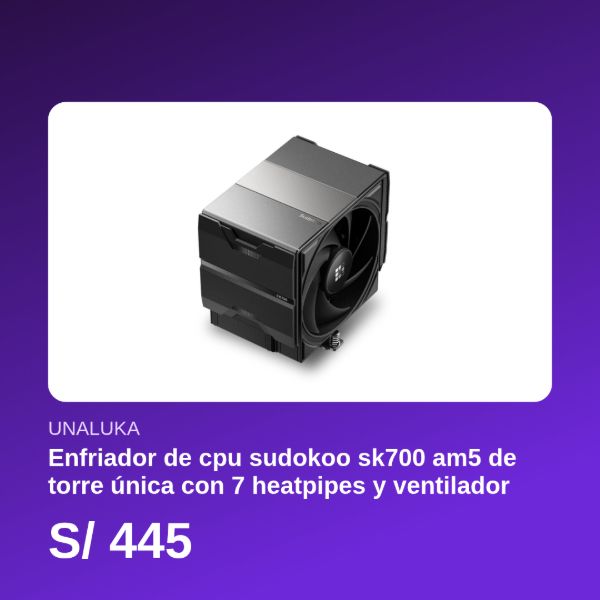 UNALUKA
Enfriador de cpu sudokoo sk700 am5 de
torre única con 7 heatpipes y ventilador
S/ 445